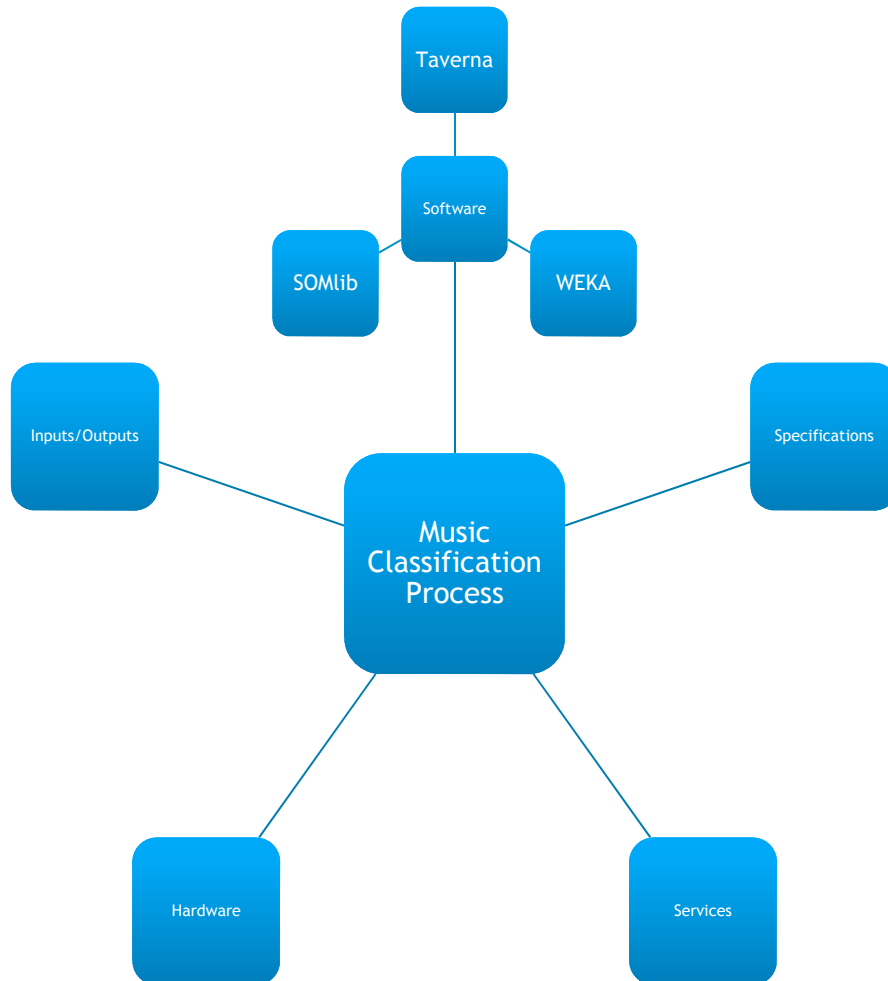 Taverna
Software
SOMlib
WEKA
Inputs/Outputs
Specifications
Music
Classification
Process
Hardware
Services